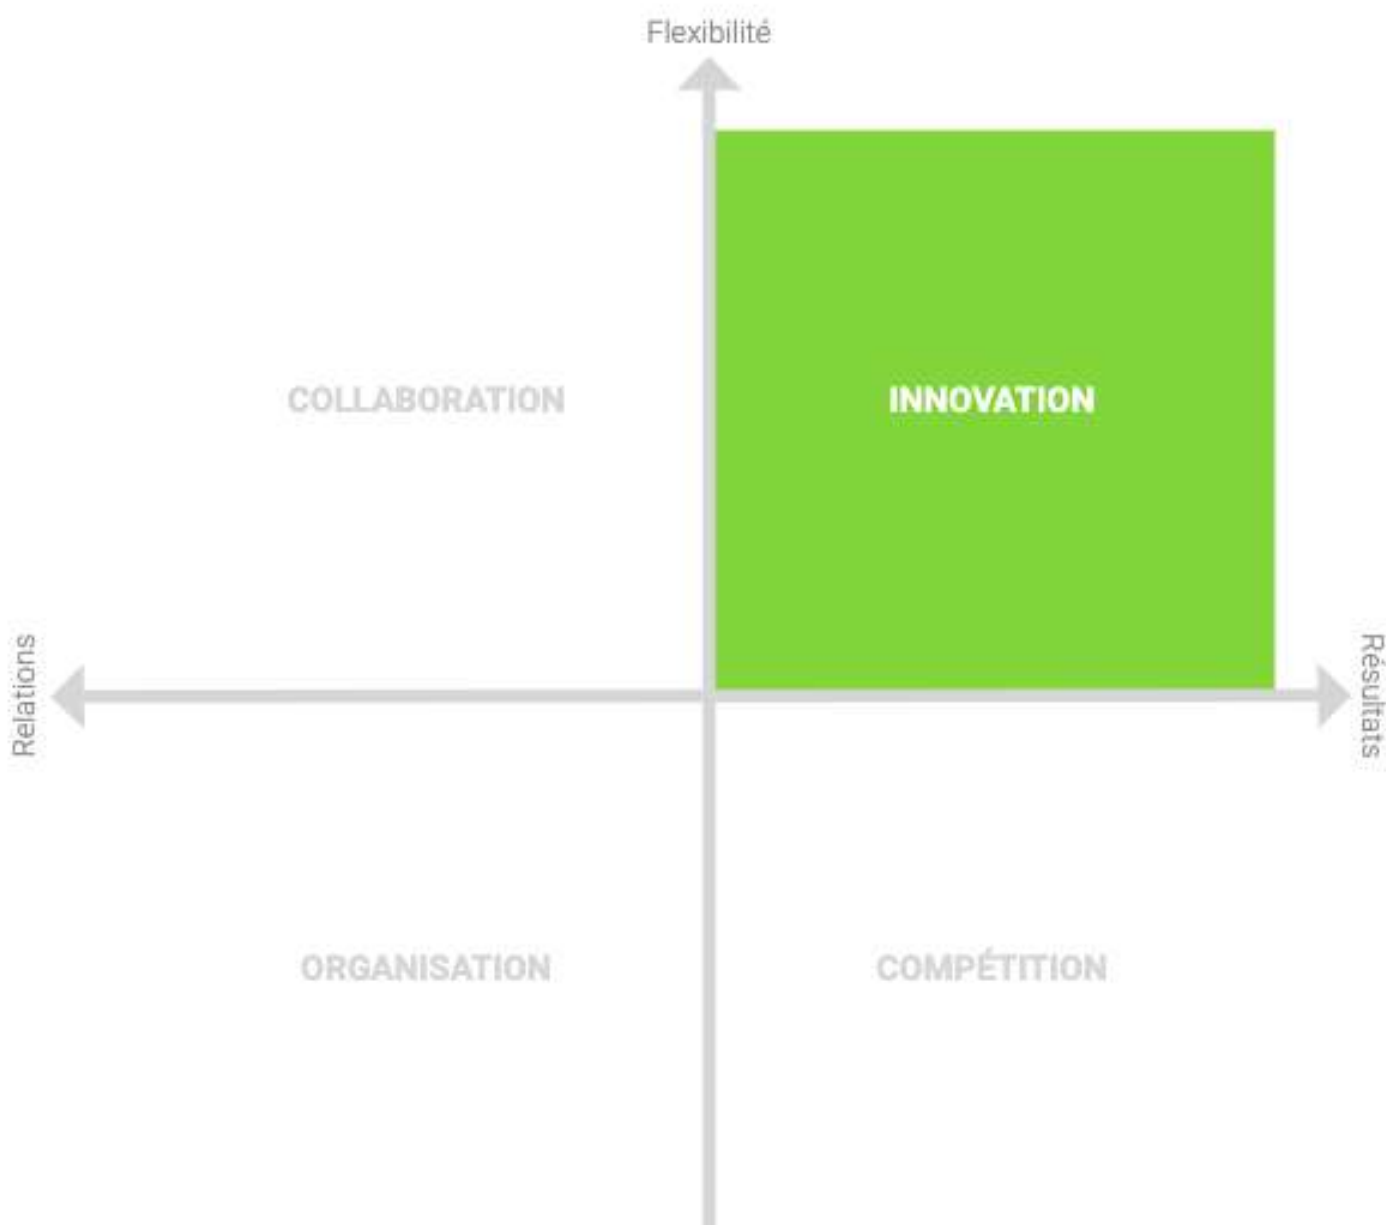 Flexibilité
COLLABORATION
INNOVATION
Relations
Résultats
ORGANISATION
COMPÉTITION